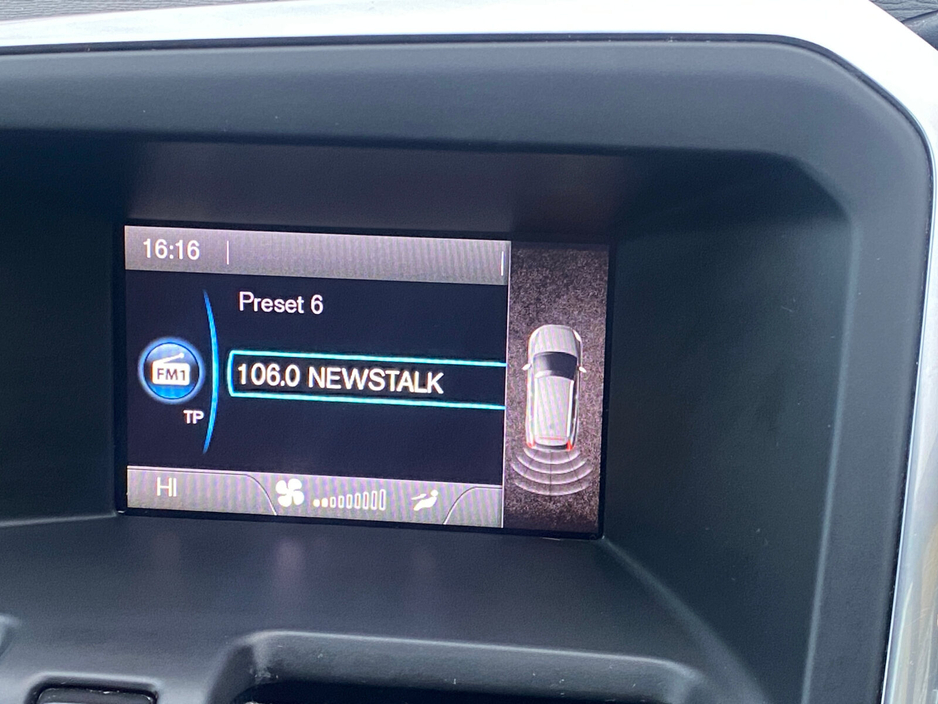 16:16
Preset 6
FM1
106.0 NEWSTALK
TP
HI